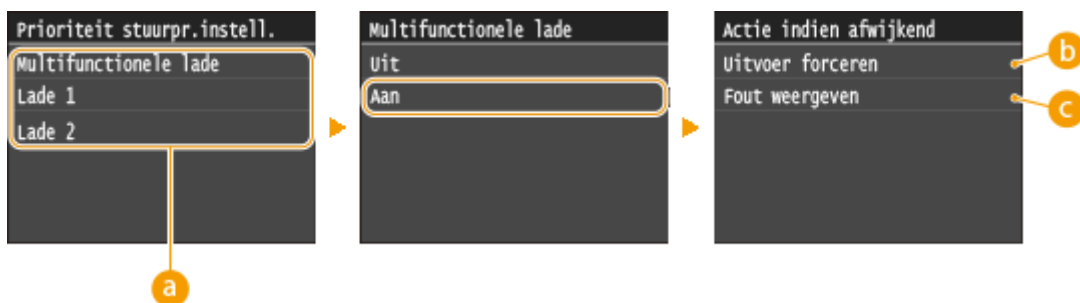 Prioriteit stuurpr.instell.
Multifunctionele lade
Lade 1
Lade 2
a
Multifunctionele lade
Uit
Aan
Actie indien afwijkend
Uitvoer forceren
Fout weergeven
b
c